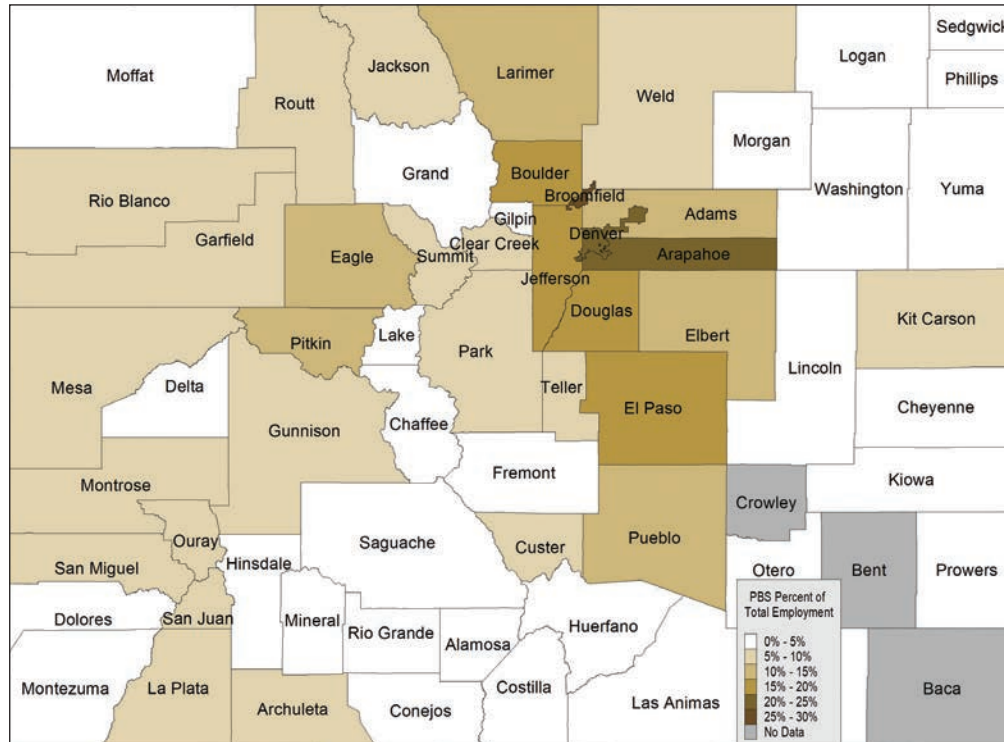 Sedgwick
Logan
Jackson
Larimer
Moffat
Phillips
Weld
Routt
Morgan
Grand
Boulder
Washington
Yuma
Rio Blanco
Broomfield
Gilpin
Adams
Denver
Garfield
Clear Creek
Eagle
Summit
Arapahoe
Jefferson
Douglas
Kit Carson
Lake
Elbert
Pitkin
Park
Lincoln
Mesa
Delta
Teller
El Paso
Cheyenne
Chaffee
Gunnison
Fremont
Kiowa
Montrose
Crowley
Pueblo
Ouray
Saguache
Custer
Hinsdale
San Miguel
Otero
Bent
Prowers
PBS Percent of
Total Employment
0% - 5%
5% - 10%
10% - 15%
15% - 20%
20% - 25%
25% - 30%
No Data
Dolores
San Juan
Mineral
Rio Grande
Huerfano
Alamosa
Montezuma
La Plata
Costilla
Baca
Las Animas
Archuleta
Conejos